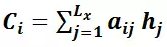 $C_i = \sum_{j=1}^{L_x} a_{ij} \, h_j$